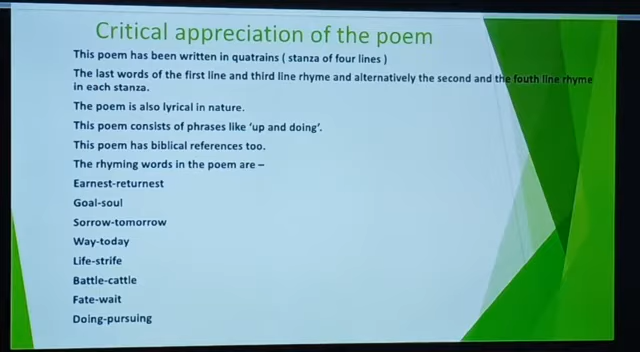 Critical appreciation of the poem
This poem has been written in quatrains ( stanza of four lines )
The last words of the first line and third line rhyme and alternatively the second and the fouth line rhyme
in each stanza.
The poem is also lyrical in nature.
This poem consists of phrases like ‘up and doing’.
This poem has biblical references too.
The rhyming words in the poem are –
Earnest-returnest
Goal-soul
Sorrow-tomorrow
Way-today
Life-strife
Battle-cattle
Fate-wait
Doing-pursuing